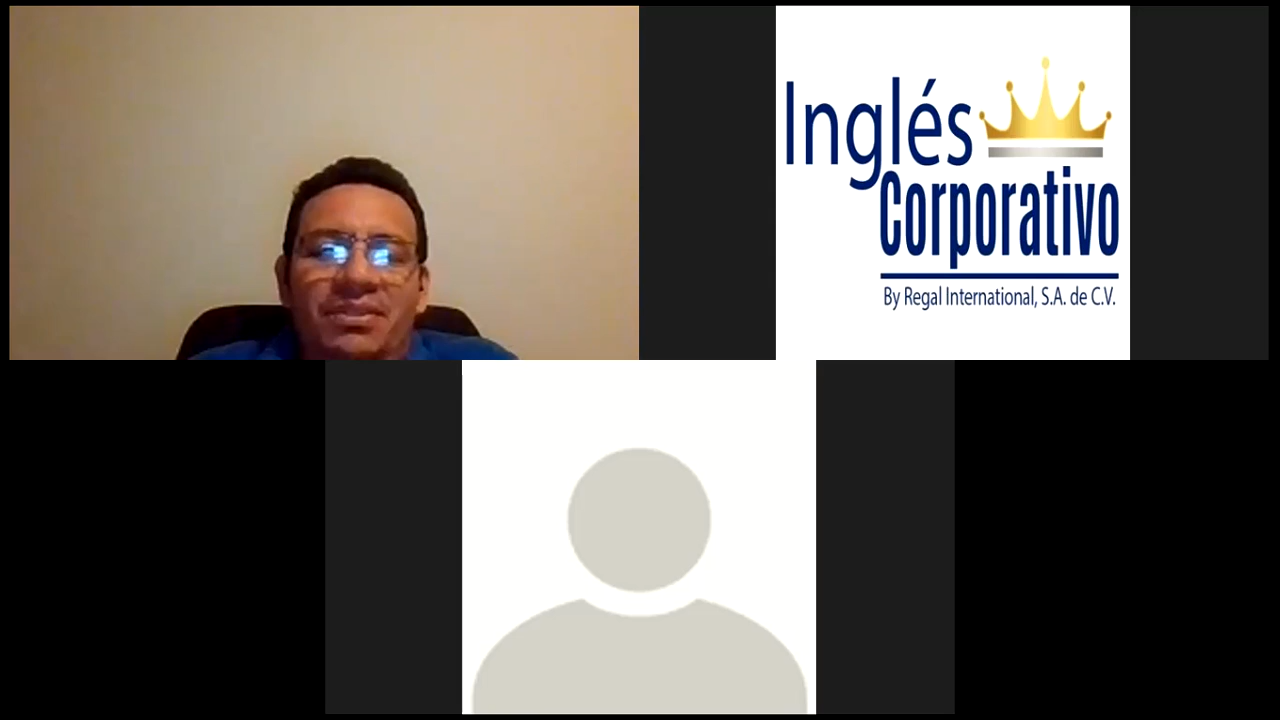 Inglés
Corporativo
By Regal International, S.A. de C.V.